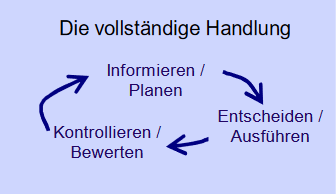 Die vollständige Handlung
Informieren /
Planen
Entscheiden /
Ausführen
Kontrollieren /
Bewerten